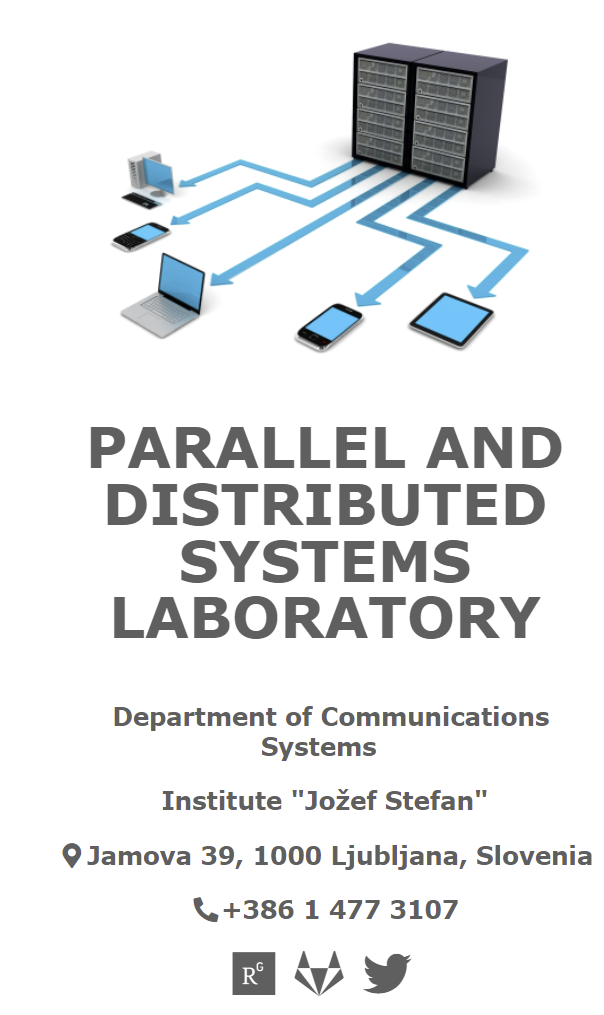 PARALLEL AND
DISTRIBUTED
SYSTEMS
LABORATORY
Department of Communications
Systems
Institute "Jožef Stefan"
Jamova 39, 1000 Ljubljana, Slovenia
+386 1 477 3107
RG